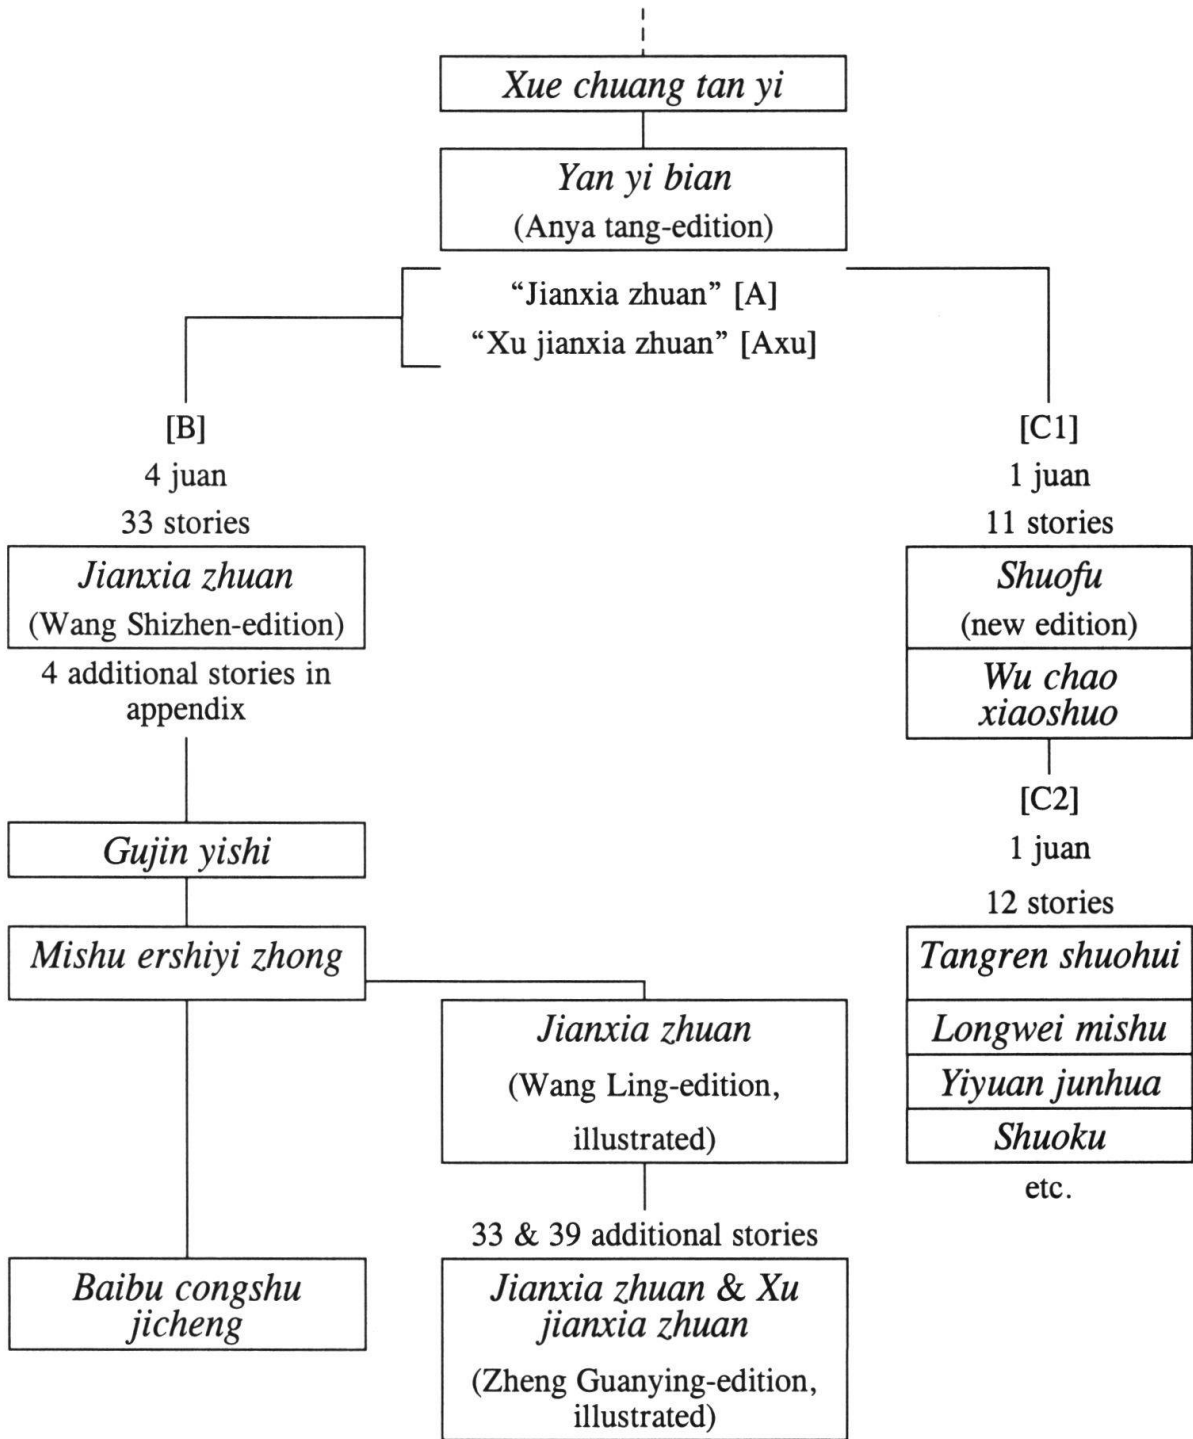 Xue chuang tan yi
Yan yi bian
(Anya tang-edition)
“Jianxia zhuan” [A]
“Xu jianxia zhuan” [Axu]
[B]
4 juan
33 stories
Jianxia zhuan
(Wang Shizhen-edition)
4 additional stories in
appendix
Gujin yishi
Mishu ershiyi zhong
Baibu congshu
jicheng
Jianxia zhuan
(Wang Ling-edition,
illustrated)
33 & 39 additional stories
Jianxia zhuan & Xu
jianxia zhuan
(Zheng Guanying-edition,
illustrated)
[C1]
1 juan
11 stories
Shuofu
(new edition)
Wu chao
xiaoshuo
[C2]
1 juan
12 stories
Tangren shuohui
Longwei mishu
Yiyuan junhua
Shuoku
etc.